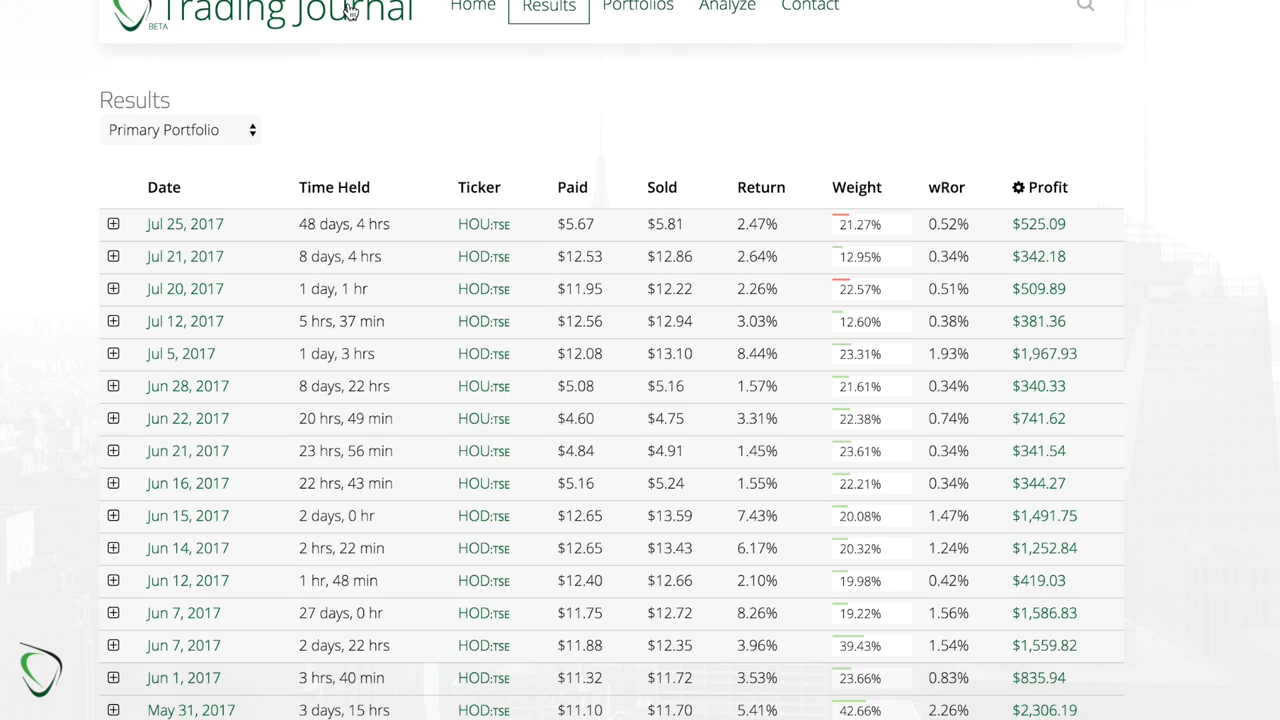 Trading Journal Home Results Portfolios Analyze Contact
BETA
Results
Primary Portfolio
Date Time Held Ticker Paid Sold Return Weight wRor Profit
Jul 25, 2017 48 days, 4 hrs HOU:TSE $5.67 $5.81 2.47% 21.27% 0.52% $525.09
Jul 21, 2017 8 days, 4 hrs HOD:TSE $12.53 $12.86 2.64% 12.95% 0.34% $342.18
Jul 20, 2017 1 day, 1 hr HOD:TSE $11.95 $12.22 2.26% 22.57% 0.51% $509.89
Jul 12, 2017 5 hrs, 37 min HOD:TSE $12.56 $12.94 3.03% 12.60% 0.38% $381.36
Jul 5, 2017 1 day, 3 hrs HOD:TSE $12.08 $13.10 8.44% 23.31% 1.93% $1,967.93
Jun 28, 2017 8 days, 22 hrs HOU:TSE $5.08 $5.16 1.57% 21.61% 0.34% $340.33
Jun 22, 2017 20 hrs, 49 min HOU:TSE $4.60 $4.75 3.31% 22.38% 0.74% $741.62
Jun 21, 2017 23 hrs, 56 min HOU:TSE $4.84 $4.91 1.45% 23.61% 0.34% $341.54
Jun 16, 2017 22 hrs, 43 min HOU:TSE $5.16 $5.24 1.55% 22.21% 0.34% $344.27
Jun 15, 2017 2 days, 0 hr HOD:TSE $12.65 $13.59 7.43% 20.08% 1.47% $1,491.75
Jun 14, 2017 2 hrs, 22 min HOD:TSE $12.65 $13.43 6.17% 20.32% 1.24% $1,252.84
Jun 12, 2017 1 hr, 48 min HOD:TSE $12.40 $12.66 2.10% 19.98% 0.42% $419.03
Jun 7, 2017 27 days, 0 hr HOD:TSE $11.75 $12.72 8.26% 19.22% 1.56% $1,586.83
Jun 7, 2017 2 days, 22 hrs HOD:TSE $11.88 $12.35 3.96% 39.43% 1.54% $1,559.82
Jun 1, 2017 3 hrs, 40 min HOD:TSE $11.32 $11.72 3.53% 23.66% 0.83% $835.94
May 31, 2017 3 days, 15 hrs HOD:TSE $11.10 $11.70 5.41% 42.66% 2.26% $2,306.19